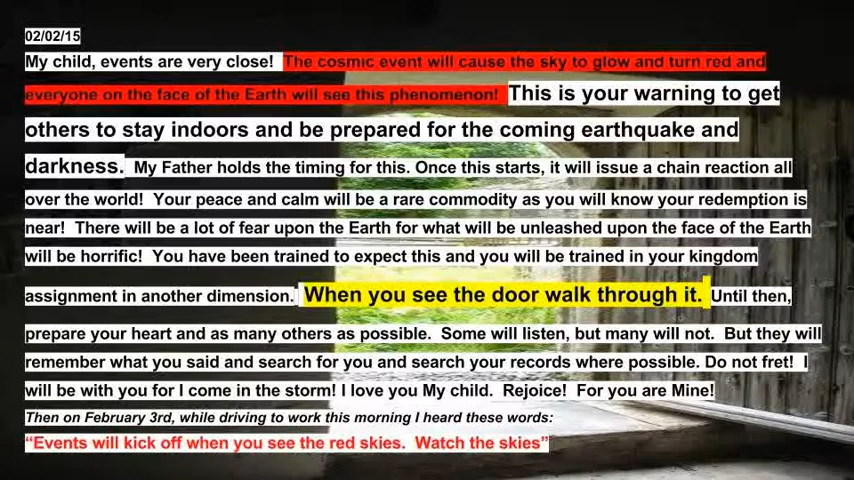 02/02/15
My child, events are very close! The cosmic event will cause the sky to glow and turn red and
everyone on the face of the Earth will see this phenomenon! This is your warning to get
others to stay indoors and be prepared for the coming earthquake and
darkness. My Father holds the timing for this. Once this starts, it will issue a chain reaction all
over the world! Your peace and calm will be a rare commodity as you will know your redemption is
near! There will be a lot of fear upon the Earth for what will be unleashed upon the face of the Earth
will be horrific! You have been trained to expect this and you will be trained in your kingdom
assignment in another dimension. When you see the door walk through it. Until then,
prepare your heart and as many others as possible. Some will listen, but many will not. But they will
remember what you said and search for you and search your records where possible. Do not fret! I
will be with you for I come in the storm! I love you My child. Rejoice! For you are Mine!
Then on February 3rd, while driving to work this morning I heard these words:
“Events will kick off when you see the red skies. Watch the skies”